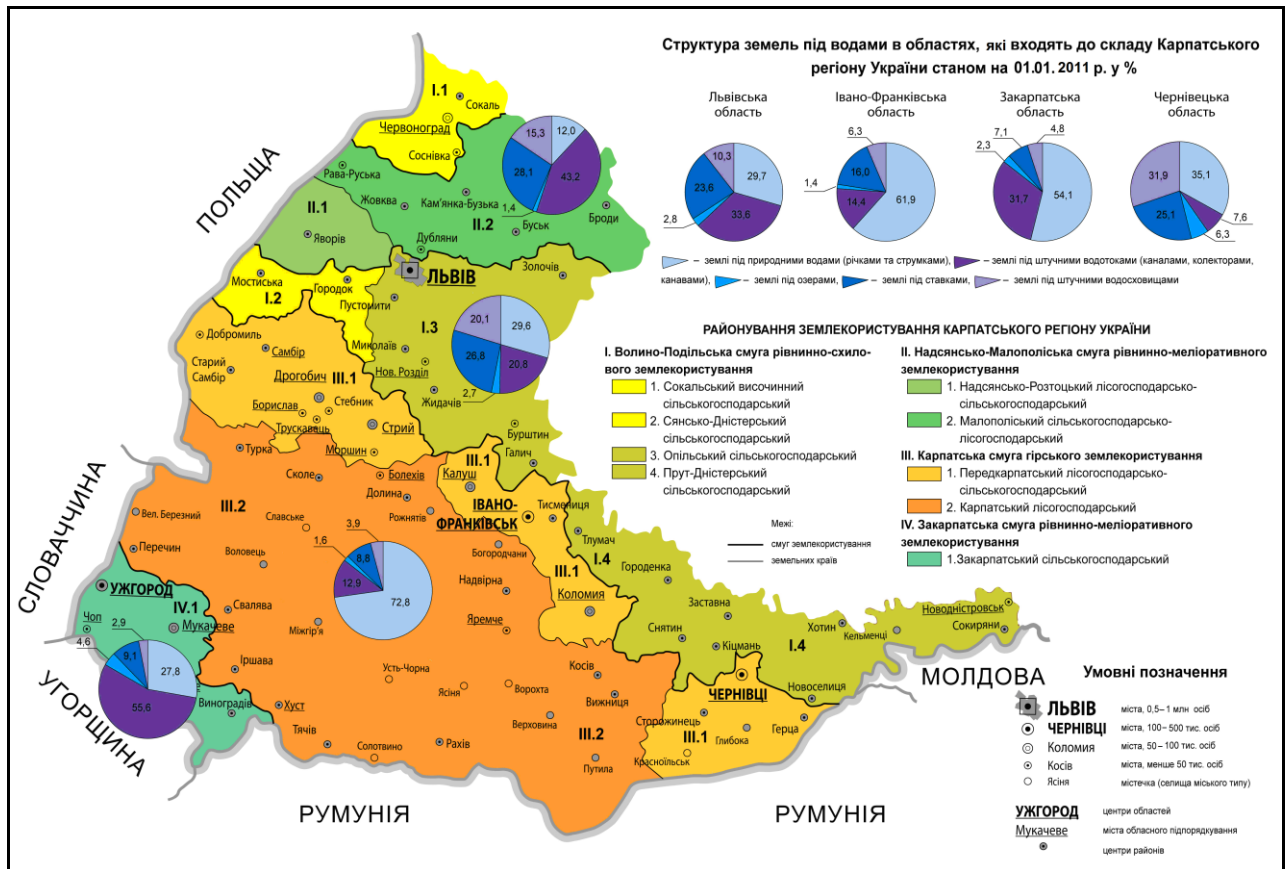 Структура земель під водами в областях, які входять до складу Карпатського
регіону України станом на 01.01. 2011 р. у %
Львівська
область
Івано-Франківська
область
Закарпатська
область
Чернівецька
область
10,3
29,7
23,6
2,8
33,6
6,3
16,0
1,4
14,4
61,9
7,1
4,8
2,3
31,7
54,1
31,9
35,1
25,1
7,6
6,3
– землі під природними водами (річками та струмками),
– землі під штучними водотоками (каналами, колекторами,
канавами),
– землі під озерами,
– землі під ставками,
– землі під штучними водосховищами
РАЙОНУВАННЯ ЗЕМЛЕКОРИСТУВАННЯ КАРПАТСЬКОГО РЕГІОНУ УКРАЇНИ
I. Волино-Подільська смуга рівнинно-схило-
вого землекористування
1. Сокальський височинний
сільськогосподарський
2. Сянсько-Дністерський
сільськогосподарський
3. Опільський сільськогосподарський
4. Прут-Дністерський
сільськогосподарський
II. Надсянсько-Малополіська смуга рівнинно-меліоративного
землекористування
1. Надсянсько-Розтоцький лісогосподарсько-
сільськогосподарський
2. Малополіський сільськогосподарсько-
лісогосподарський
III. Карпатська смуга гірського землекористування
1. Передкарпатський лісогосподарсько-
сільськогосподарський
2. Карпатський лісогосподарський
IV. Закарпатська смуга рівнинно-меліоративного
землекористування
1.Закарпатський сільськогосподарський
Межі:
смуг землекористування
земельних країв
I.1
Сокаль
Червоноград
Соснівка
ПОЛЬЩА
Рава-Руська
15,3
12,0
28,1
43,2
1,4
Жовква
Кам'янка-Бузька
II.2
Броди
Буськ
II.1
Яворів
Дубляни
ЛЬВІВ
Золочів
Мостиська
Городок
I.2
Пустомити
I.3
20,1
29,6
26,8
20,8
2,7
Добромиль
Самбір
Старий
Самбір
Миколаїв
Нов. Розділ
Дрогобич
III.1
Стебник
Борислав
Трускавець
Жидачів
Стрий
Моршин
Бурштин
Галич
Турка
III.1
Калуш
Сколе
Болехів
Долина
Рожнятів
ІВАНО-
ФРАНКІВСЬК
Тисмениця
Тлумач
I.4
СЛОВАЧЧИНА
III.2
Вел. Березний
Славське
Перечин
Воловець
3,9
1,6
8,8
12,9
72,8
Богородчани
Надвірна
III.1
Коломия
Городенка
УЖГОРОД
IV.1
Чоп
Мукачеве
Свалява
Міжгір'я
Яремче
Заставна
Снятин
Кіцмань
Хотин
Кельменці
Новодністровськ
Сокиряни
I.4
2,9
4,6
9,1
27,8
55,6
УГОРЩИНА
Іршава
Виноградів
Хуст
Усть-Чорна
Ясіня
Ворохта
Косів
Вижниця
Верховина
ЧЕРНІВЦІ
Новоселиця
МОЛДОВА
Тячів
Солотвино
Рахів
III.2
Путила
Сторожинець
III.1
Глибока
Герца
Красноїльськ
РУМУНІЯ
РУМУНІЯ
Умовні позначення
ЛЬВІВ
міста, 0,5– 1 млн осіб
ЧЕРНІВЦІ
міста, 100– 500 тис. осіб
Коломия
міста, 50 – 100 тис. осіб
Косів
міста, менше 50 тис. осіб
Ясіня
містечка (селища міського типу)
УЖГОРОД
центри областей
Мукачеве
міста обласного підпорядкування
центри районів